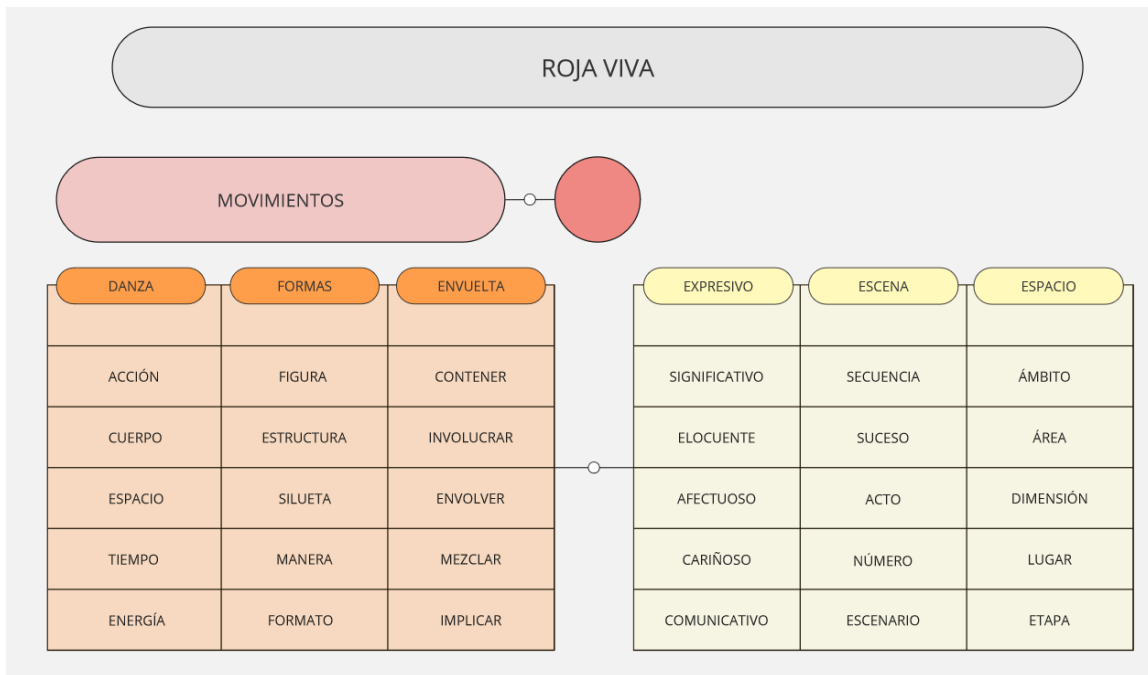 ROJA VIVA
MOVIMIENTOS
DANZA FORMAS ENVUELTA
ACCIÓN FIGURA CONTENER
CUERPO ESTRUCTURA INVOLUCRAR
ESPACIO SILUETA ENVOLVER
TIEMPO MANERA MEZCLAR
ENERGÍA FORMATO IMPLICAR
EXPRESIVO ESCENA ESPACIO
SIGNIFICATIVO SECUENCIA ÁMBITO
ELOCUENTE SUCESO ÁREA
AFECTUOSO ACTO DIMENSIÓN
CARIÑOSO NÚMERO LUGAR
COMUNICATIVO ESCENARIO ETAPA